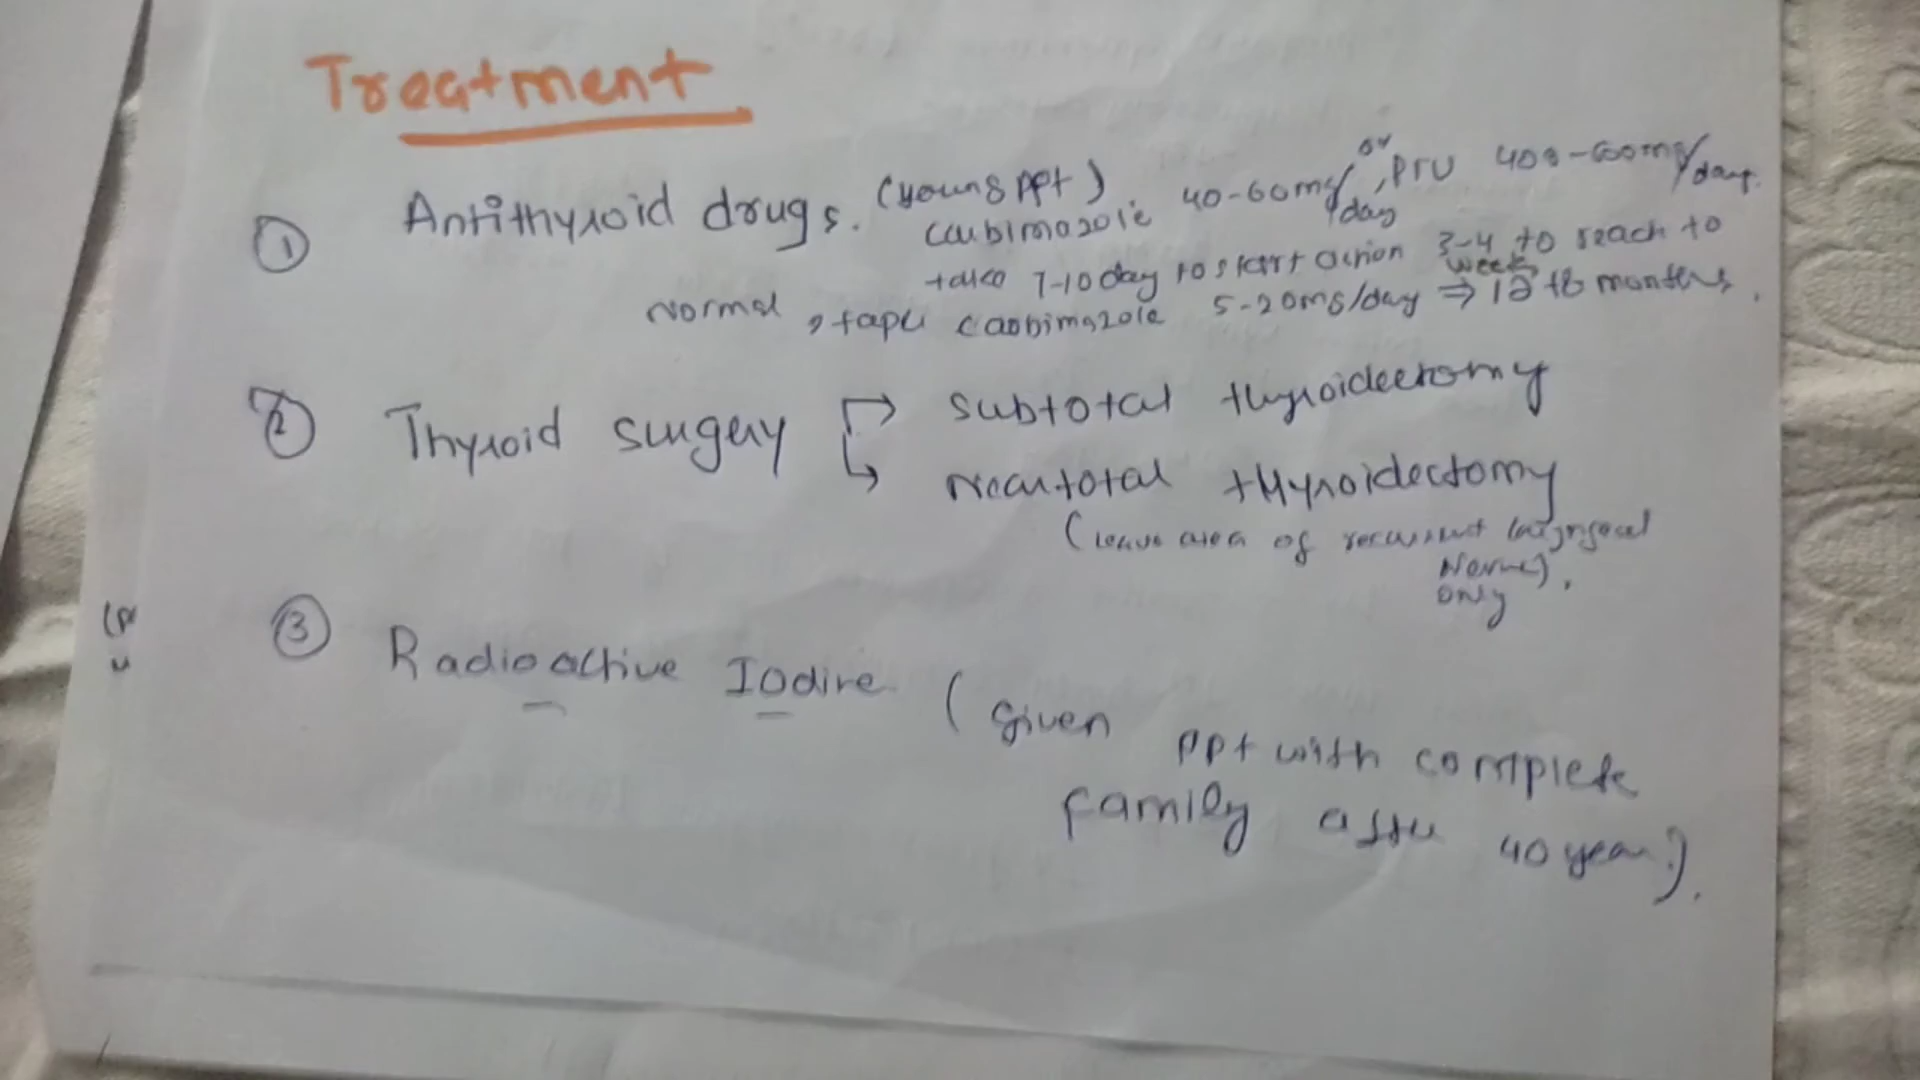 Treatment
① Antithyroid drugs. (young ppt)
Carbimazole 40-60mg/day or, PTU 400-600mg/day.
take 7-10 day to start action 3-4 week to reach to
Normal, taper carbimazole 5-20mg/day ⇒ 12 18 months.
② Thyroid surgery → subtotal thyroidectomy
↳ Neartotal thyroidectomy
(leave area of recurrent laryngeal
Nerve).
only
③ Radioactive Iodine (given
ppt with complete
family after 40 year).